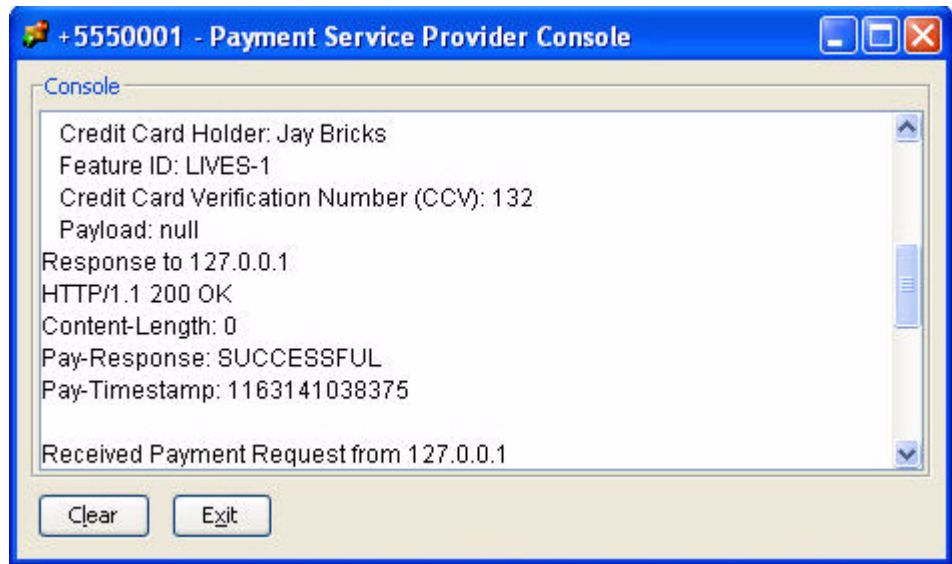 +5550001 - Payment Service Provider Console
Console
Credit Card Holder: Jay Bricks
Feature ID: LIVES-1
Credit Card Verification Number (CCV): 132
Payload: null
Response to 127.0.0.1
HTTP/1.1 200 OK
Content-Length: 0
Pay-Response: SUCCESSFUL
Pay-Timestamp: 1163141038375
Received Payment Request from 127.0.0.1
Clear Exit